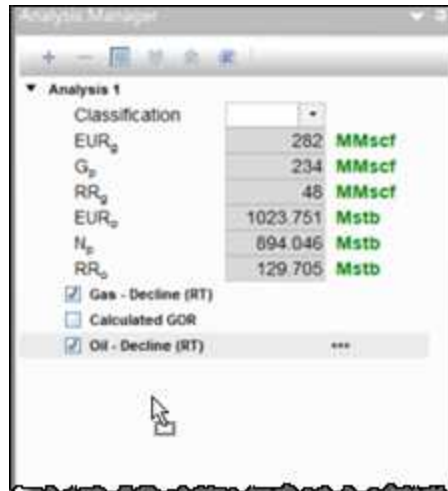 Analysis Manager
Analysis 1
Classification
EURg 282 MMscf
Gp 234 MMscf
RRg 48 MMscf
EURo 1023.751 Mstb
Np 894.046 Mstb
RRo 129.705 Mstb
Gas - Decline (RT)
Calculated GOR
Oil - Decline (RT) •••